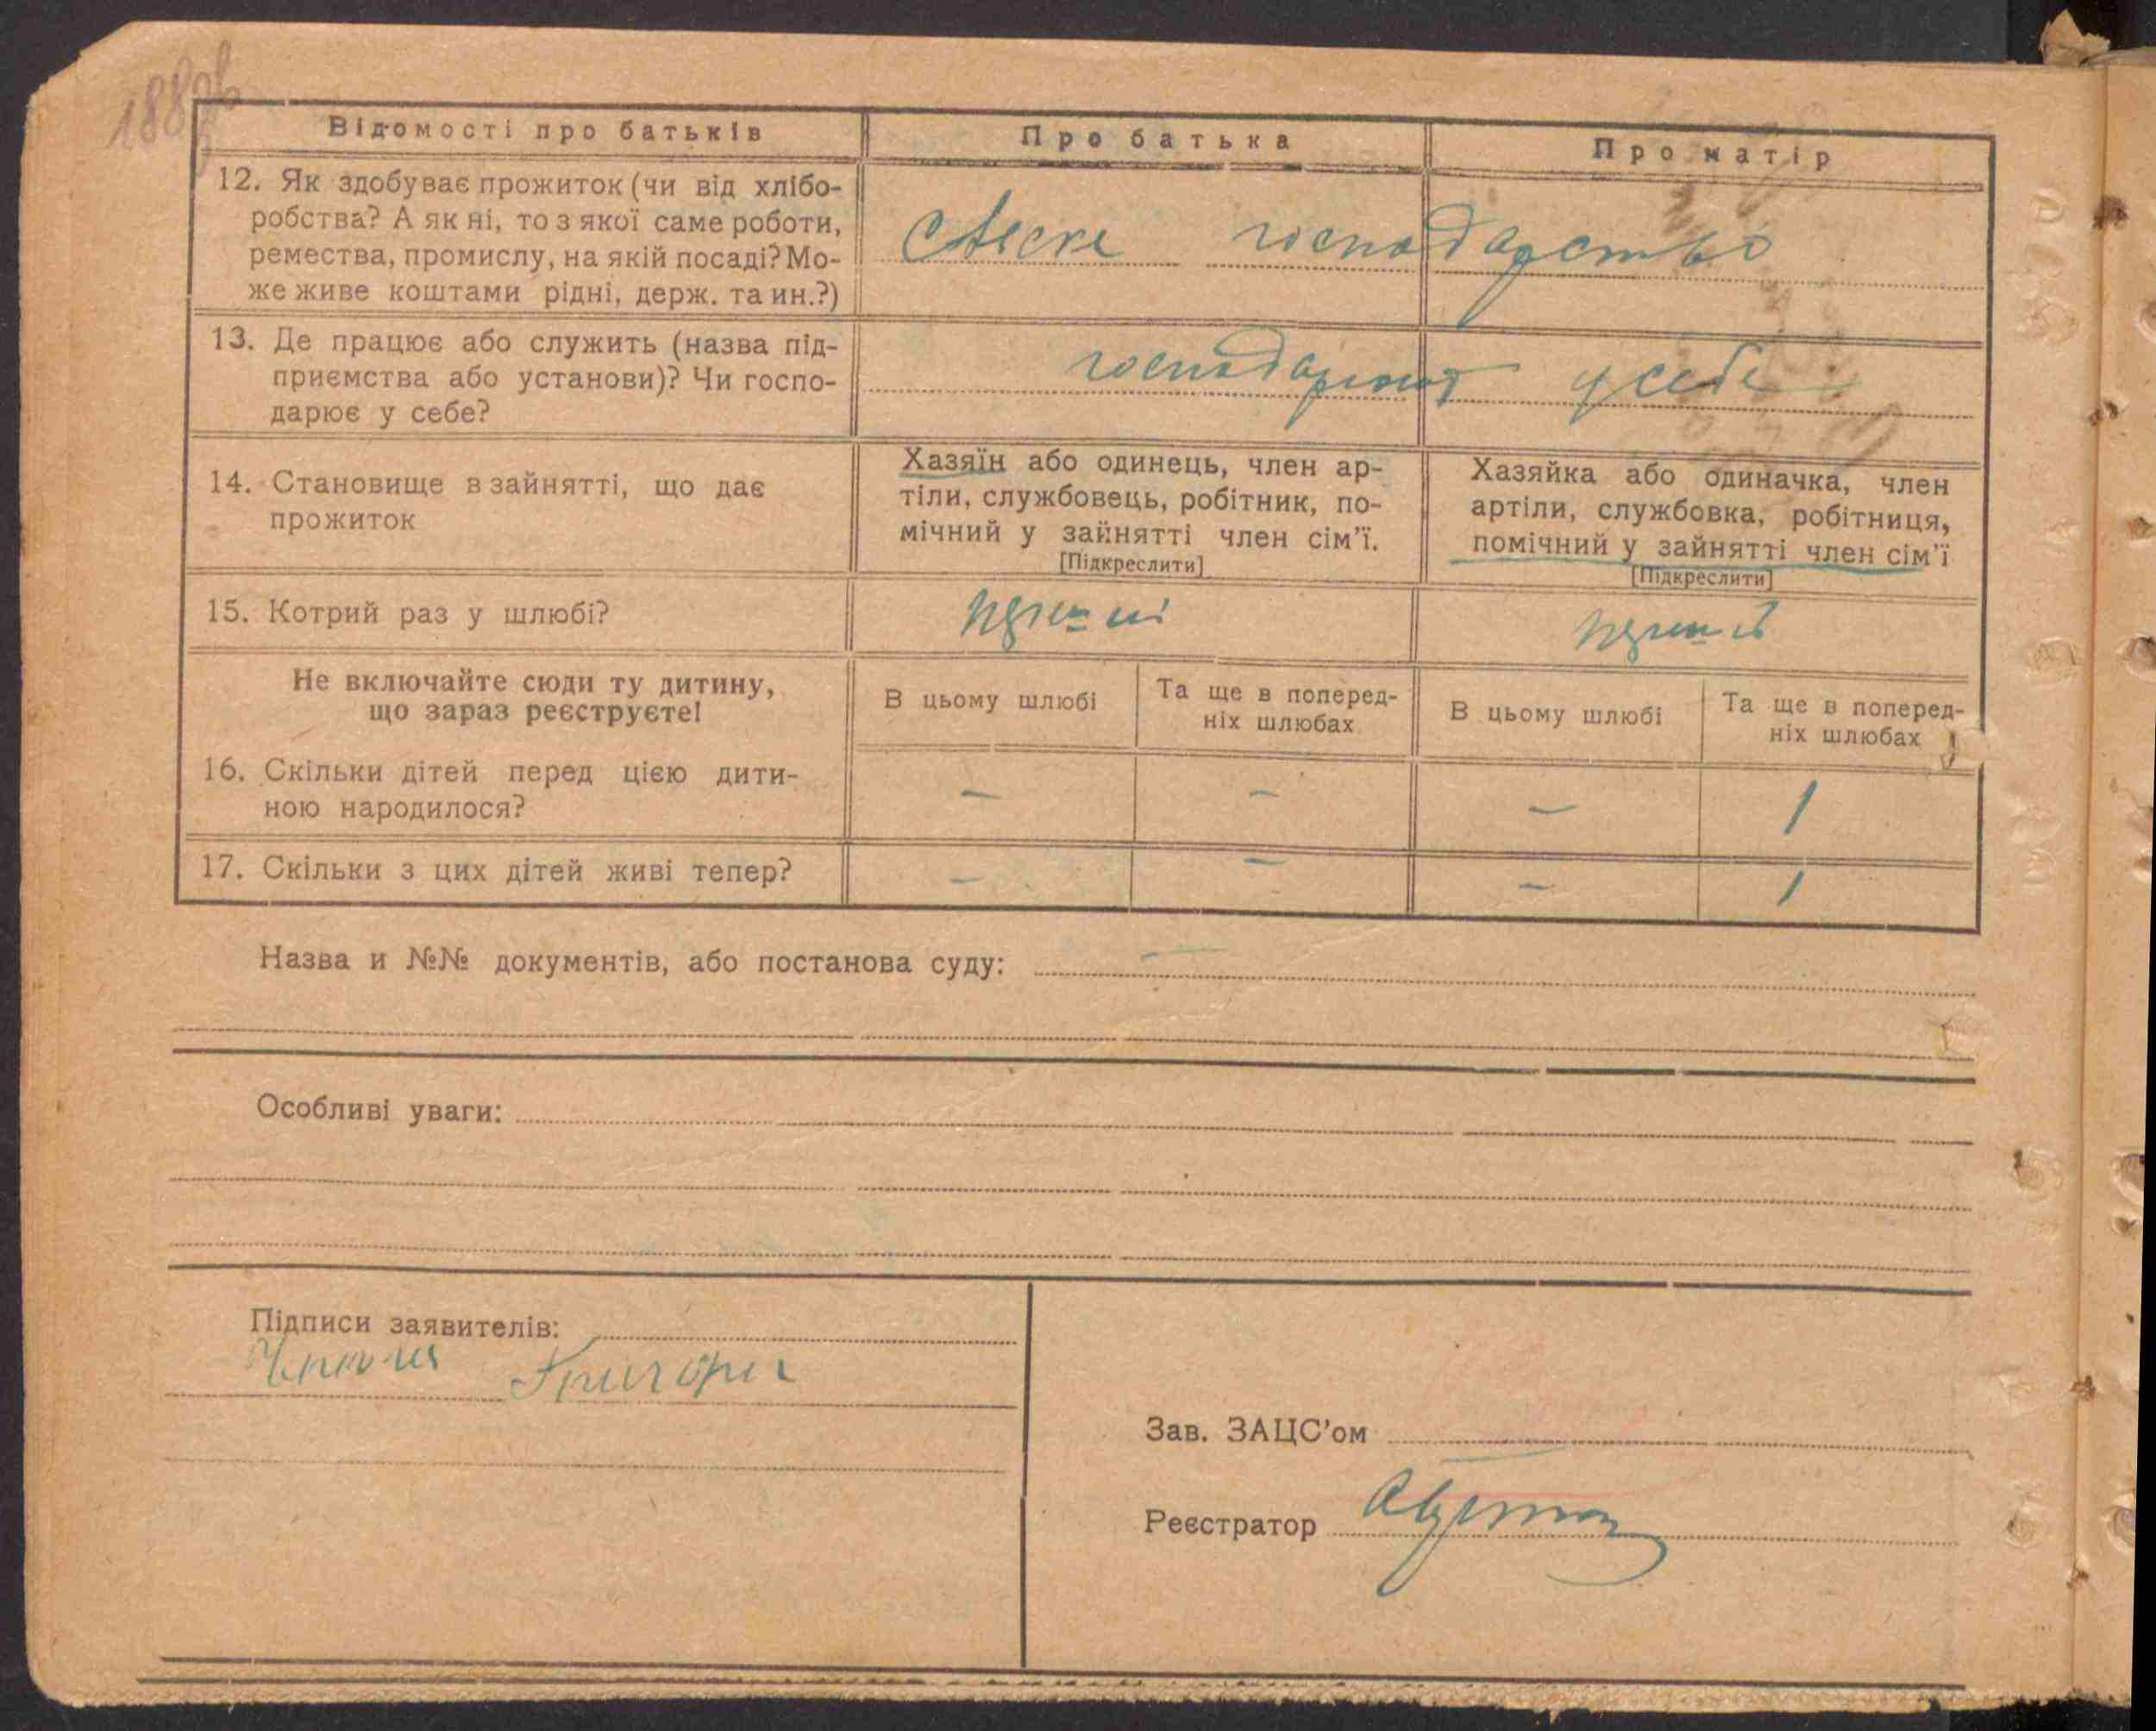 Відомості про батьків
Про батька
Про матір
12. Як здобуває прожиток (чи від хлібо-
робства? А як ні, то з якої саме роботи,
ремества, промислу, на якій посаді? Мо-
же живе коштами рідні, держ. та ин.?)
господарство
13. Де працює або служить (назва під-
приємства або установи)? Чи госпо-
дарює у себе?
у себе
14. Становище в зайнятті, що дає
прожиток
Хазяїн або одинець, член ар-
тіли, службовець, робітник, по-
мічний у зайнятті член сім'ї.
[Підкреслити]
Хазяйка або одиначка, член
артіли, службовка, робітниця,
помічний у зайнятті член сім'ї
[Підкреслити]
15. Котрий раз у шлюбі?
Не включайте сюди ту дитину,
що зараз реєструєте!
В цьому шлюбі
Та ще в поперед-
ніх шлюбах
В цьому шлюбі
Та ще в поперед-
ніх шлюбах
16. Скільки дітей перед цією дити-
ною народилося?
– – – 1
17. Скільки з цих дітей живі тепер?
– – – 1
Назва и №№ документів, або постанова суду: –
Особливі уваги:
Підписи заявителів:
Зав. ЗАЦС'ом
Реєстратор